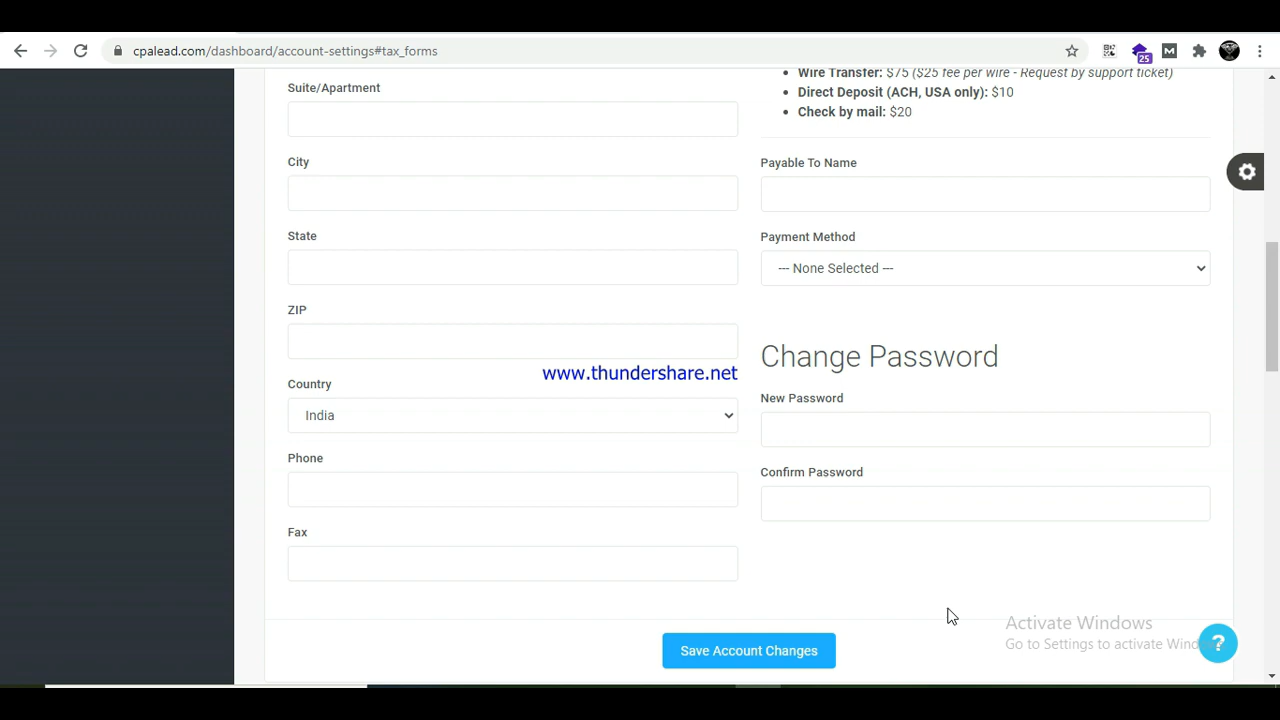 cpalead.com/dashboard/account-settings#tax_forms
25
M
Suite/Apartment
City
State
ZIP
Country
India
Phone
Fax
Wire Transfer: $75 ($25 fee per wire - Request by support ticket)
Direct Deposit (ACH, USA only): $10
Check by mail: $20
Payable To Name
Payment Method
--- None Selected ---
www.thundershare.net
Change Password
New Password
Confirm Password
Save Account Changes
Activate Windows
Go to Settings to activate
?